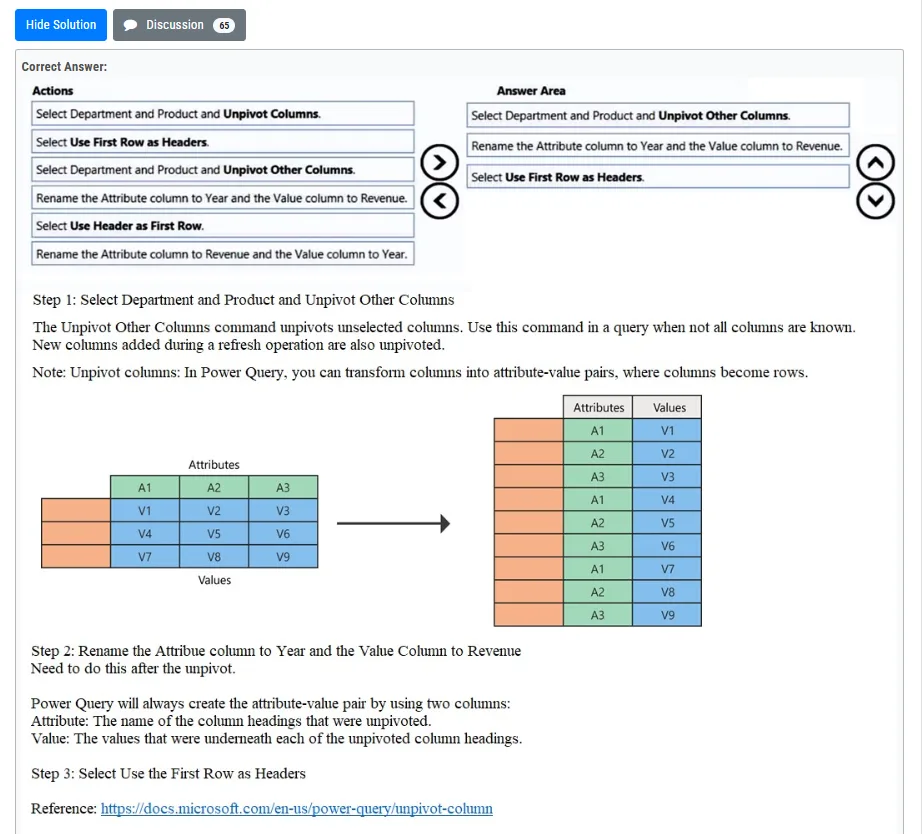 Hide Solution
Discussion 65
Correct Answer:
Actions
Select Department and Product and Unpivot Columns.
Select Use First Row as Headers.
Select Department and Product and Unpivot Other Columns.
Rename the Attribute column to Year and the Value column to Revenue.
Select Use Header as First Row.
Rename the Attribute column to Revenue and the Value column to Year.
Answer Area
Select Department and Product and Unpivot Other Columns.
Rename the Attribute column to Year and the Value column to Revenue.
Select Use First Row as Headers.
Step 1: Select Department and Product and Unpivot Other Columns
The Unpivot Other Columns command unpivots unselected columns. Use this command in a query when not all columns are known.
New columns added during a refresh operation are also unpivoted.
Note: Unpivot columns: In Power Query, you can transform columns into attribute-value pairs, where columns become rows.
Attributes
A1 A2 A3
V1 V2 V3
V4 V5 V6
V7 V8 V9
Values
Attributes Values
A1 V1
A2 V2
A3 V3
A1 V4
A2 V5
A3 V6
A1 V7
A2 V8
A3 V9
Step 2: Rename the Attribue column to Year and the Value Column to Revenue
Need to do this after the unpivot.
Power Query will always create the attribute-value pair by using two columns:
Attribute: The name of the column headings that were unpivoted.
Value: The values that were underneath each of the unpivoted column headings.
Step 3: Select Use the First Row as Headers
Reference: https://docs.microsoft.com/en-us/power-query/unpivot-column